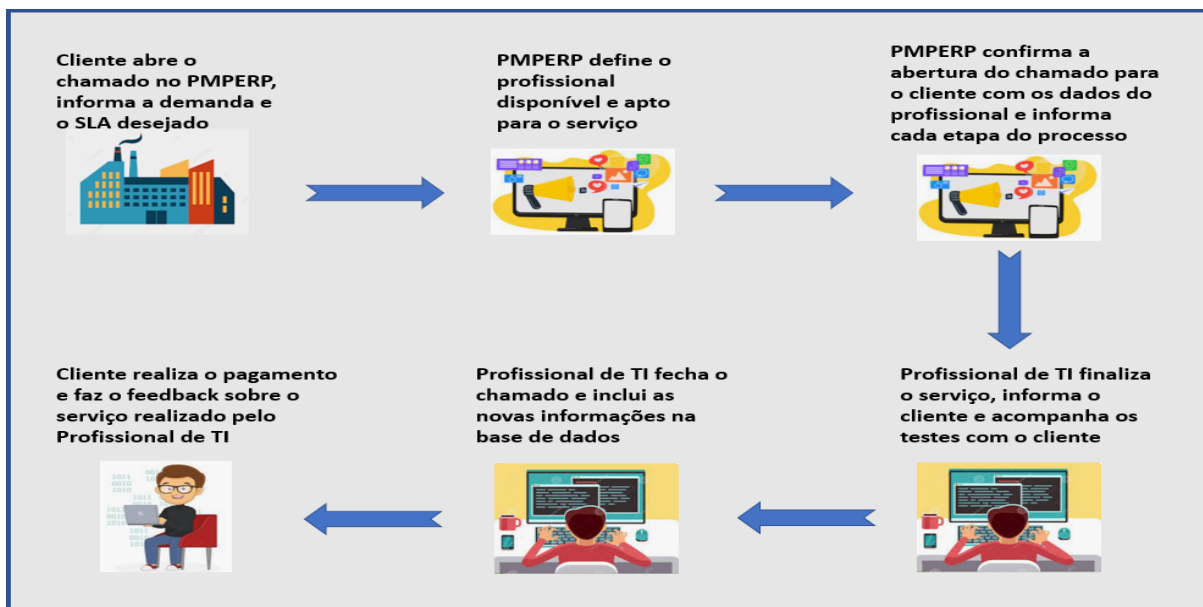 Cliente abre o
chamado no PMPERP,
informa a demanda e
o SLA desejado
PMPERP define o
profissional
disponível e apto
para o serviço
PMPERP confirma a
abertura do chamado para
o cliente com os dados do
profissional e informa
cada etapa do processo
Profissional de TI finaliza
o serviço, informa o
cliente e acompanha os
testes com o cliente
Profissional de TI fecha o
chamado e inclui as
novas informações na
base de dados
Cliente realiza o pagamento
e faz o feedback sobre o
serviço realizado pelo
Profissional de TI